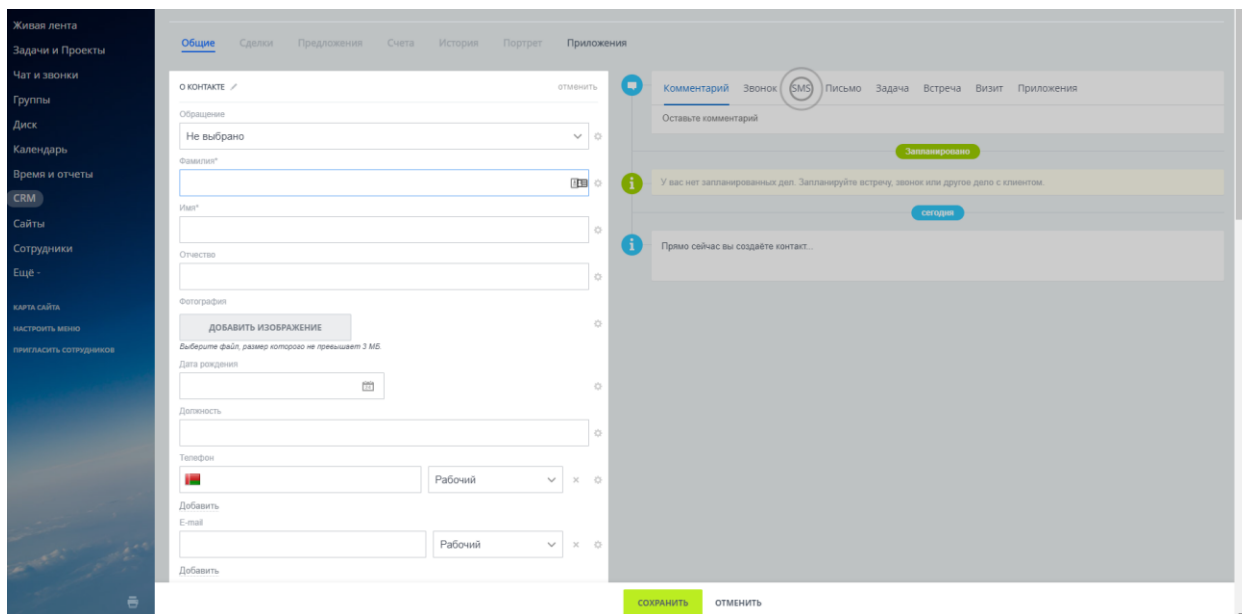 Живая лента
Задачи и Проекты
Чат и звонки
Группы
Диск
Календарь
Время и отчеты
CRM
Сайты
Сотрудники
Ещё -
КАРТА САЙТА
НАСТРОИТЬ МЕНЮ
ПРИГЛАСИТЬ СОТРУДНИКОВ
Общие Сделки Предложения Счета История Портрет Приложения
О КОНТАКТЕ отменить
Обращение
Не выбрано
Фамилия*
Имя*
Отчество
Фотография
ДОБАВИТЬ ИЗОБРАЖЕНИЕ
Выберите файл, размер которого не превышает 3 МБ.
Дата рождения
Должность
Телефон
Рабочий
Добавить
E-mail
Рабочий
Добавить
Комментарий Звонок SMS Письмо Задача Встреча Визит Приложения
Оставьте комментарий
Запланировано
У вас нет запланированных дел. Запланируйте встречу, звонок или другое дело с клиентом.
сегодня
Прямо сейчас вы создаёте контакт...
СОХРАНИТЬ ОТМЕНИТЬ